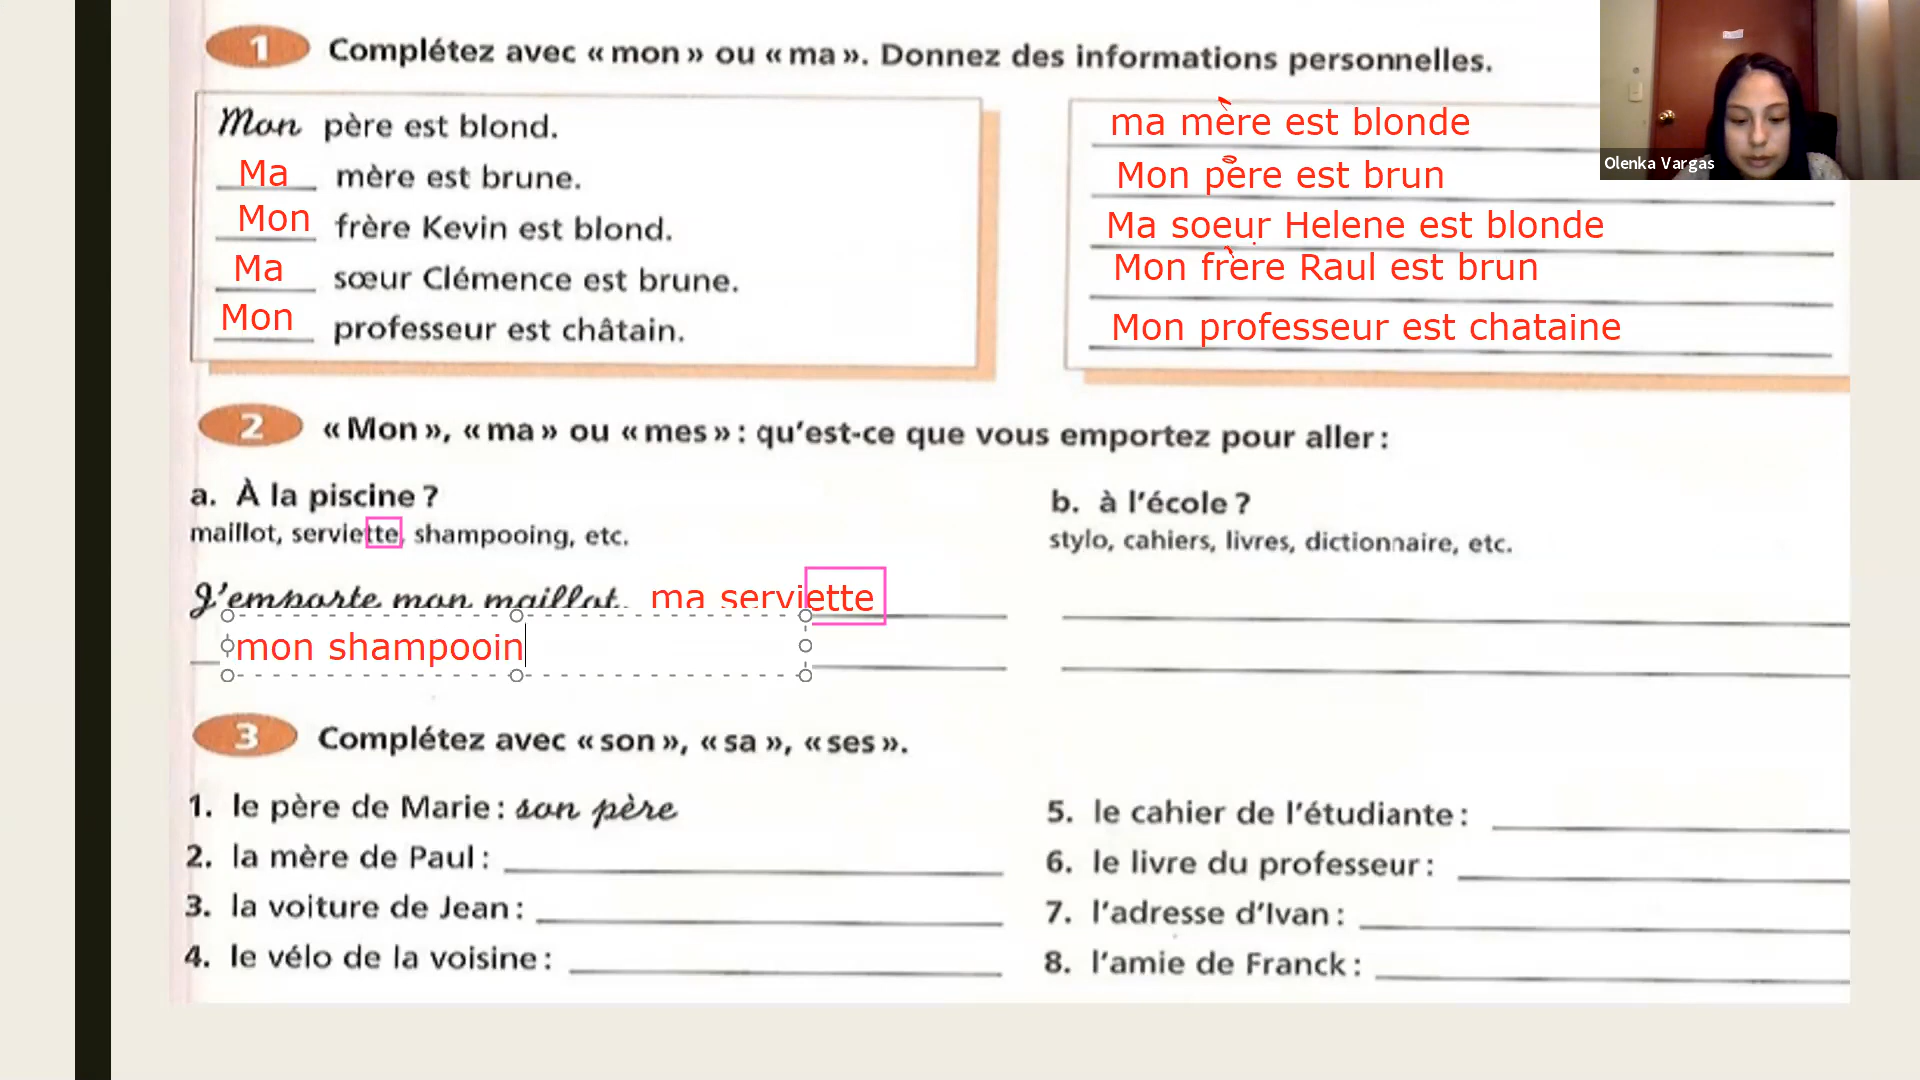 1 Complétez avec « mon » ou « ma ». Donnez des informations personnelles.
Mon père est blond.
Ma mère est brune.
Mon frère Kevin est blond.
Ma sœur Clémence est brune.
Mon professeur est châtain.
ma mère est blonde
Mon père est brun
Ma soeur Helene est blonde
Mon frère Raul est brun
Mon professeur est chataine
Olenka Vargas
2 « Mon », « ma » ou « mes » : qu'est-ce que vous emportez pour aller :
a. À la piscine ?
maillot, serviette, shampooing, etc.
J'emporte mon maillot, ma serviette
mon shampooin
b. à l'école ?
stylo, cahiers, livres, dictionnaire, etc.
3 Complétez avec « son », « sa », « ses ».
1. le père de Marie : son père
2. la mère de Paul :
3. la voiture de Jean :
4. le vélo de la voisine :
5. le cahier de l'étudiante :
6. le livre du professeur :
7. l'adresse d'Ivan :
8. l'amie de Franck :